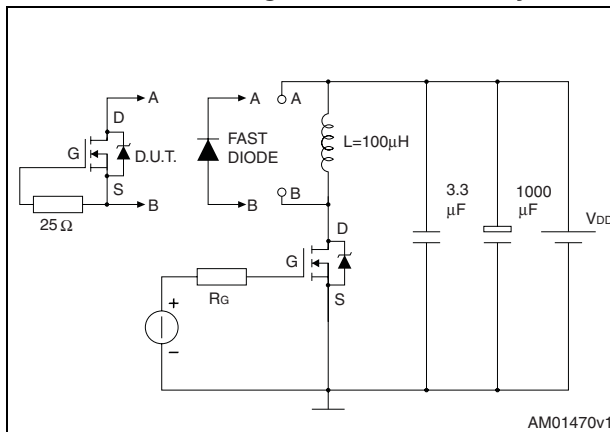 A
D
G
D.U.T.
S
B
25 Ω
A
FAST
DIODE
B
A
B
L=100μH
D
G
S
RG
+
–
3.3
μF
1000
μF
VDD
AM01470v1